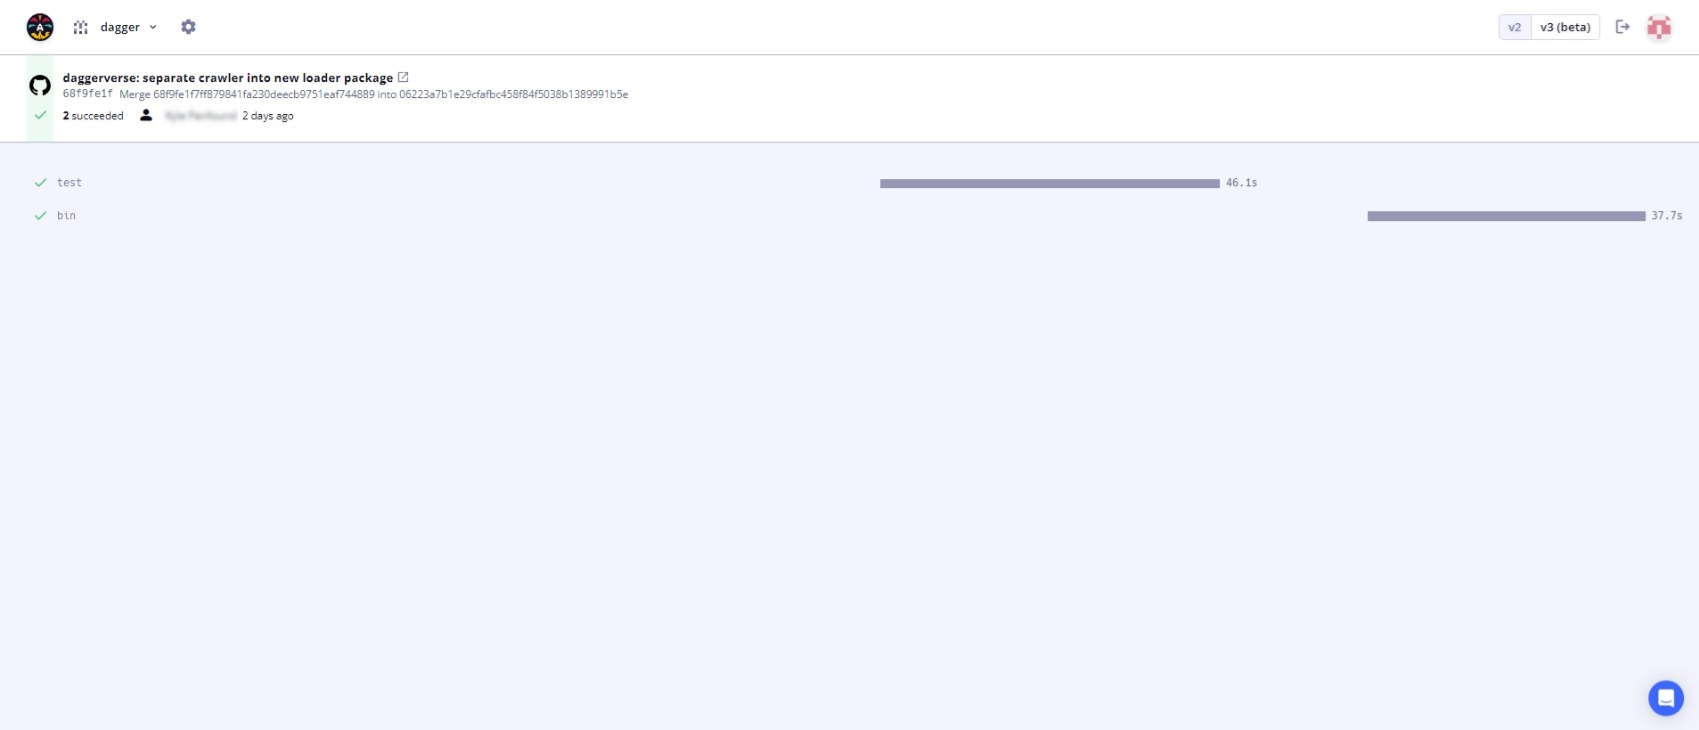 dagger
v2 v3 (beta)
daggerverse: separate crawler into new loader package
68f9fe1f Merge 68f9fe1f7ff879841fa230deecb9751eaf744889 into 06223a7b1e29cfafbc458f84f5038b1389991b5e
2 succeeded 2 days ago
test 46.1s
bin 37.7s